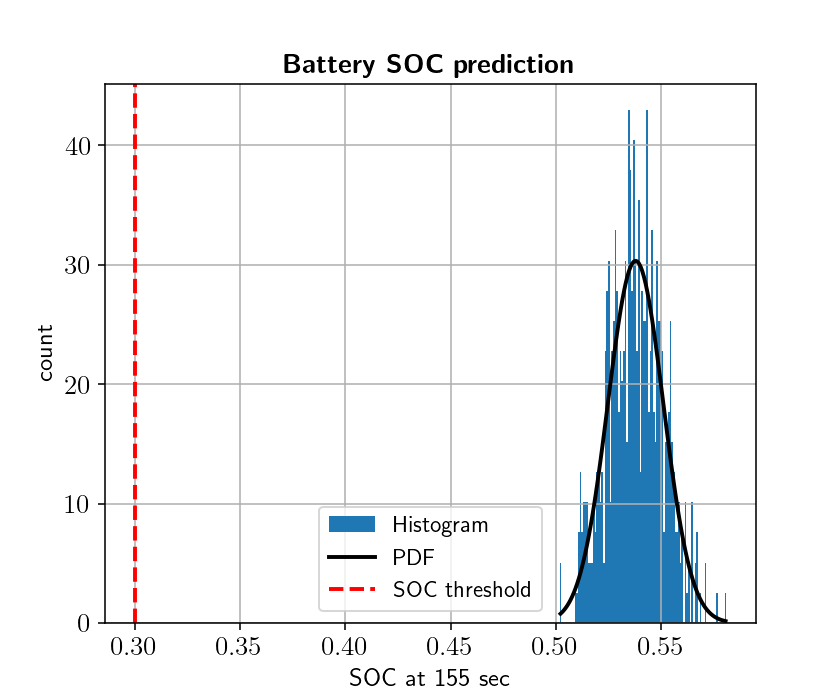 Battery SOC prediction
count
40
30
20
10
0
Histogram
PDF
SOC threshold
0.30 0.35 0.40 0.45 0.50 0.55
SOC at 155 sec